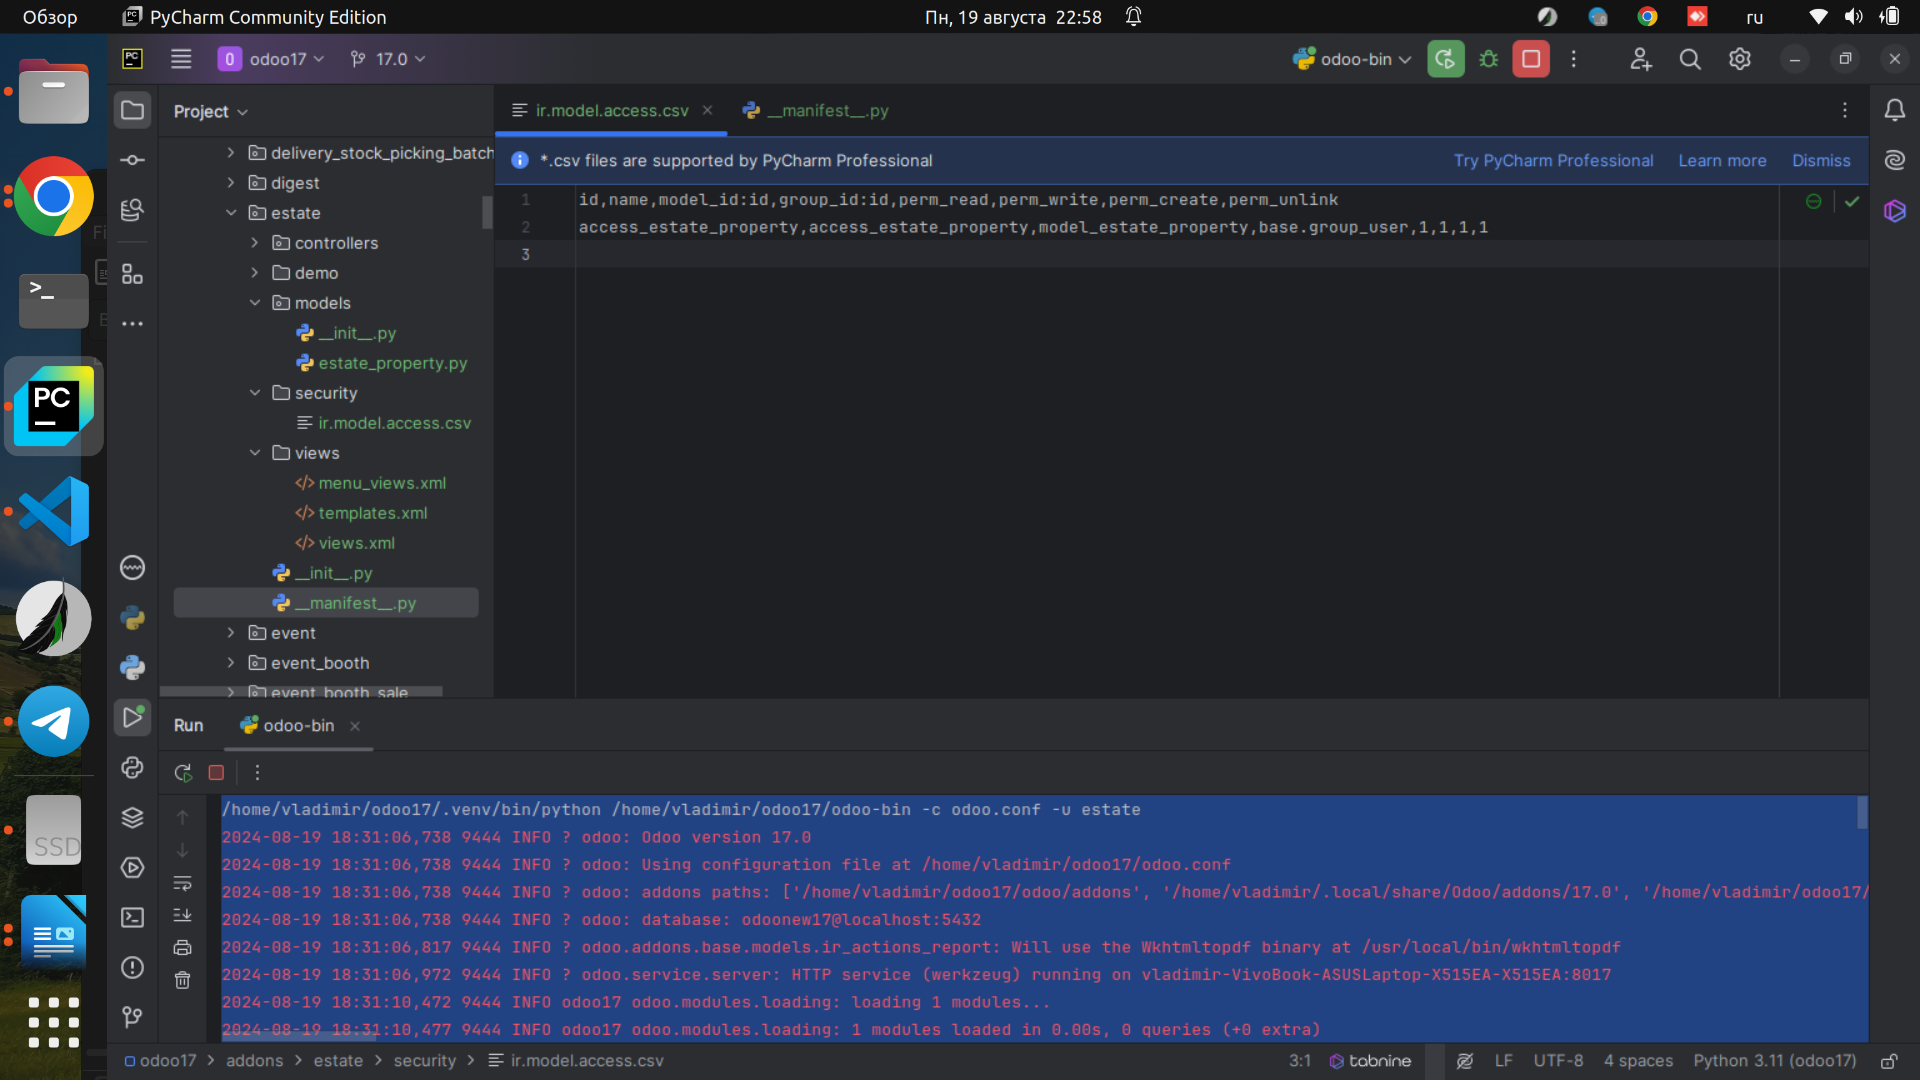 Обзор
PyCharm Community Edition
Пн, 19 августа 22:58
ru
PC
O
odoo17
17.0
odoo-bin
Project
delivery_stock_picking_batch
digest
estate
controllers
demo
models
__init__.py
estate_property.py
security
ir.model.access.csv
views
menu_views.xml
templates.xml
views.xml
__init__.py
__manifest__.py
event
event_booth
event_booth_sale
ir.model.access.csv
__manifest__.py
*.csv files are supported by PyCharm Professional
Try PyCharm Professional
Learn more
Dismiss
1 id,name,model_id:id,group_id:id,perm_read,perm_write,perm_create,perm_unlink
2 access_estate_property,access_estate_property,model_estate_property,base.group_user,1,1,1,1
3
PC
SSD
Run
odoo-bin
/home/vladimir/odoo17/.venv/bin/python /home/vladimir/odoo17/odoo-bin -c odoo.conf -u estate
2024-08-19 18:31:06,738 9444 INFO ? odoo: Odoo version 17.0
2024-08-19 18:31:06,738 9444 INFO ? odoo: Using configuration file at /home/vladimir/odoo17/odoo.conf
2024-08-19 18:31:06,738 9444 INFO ? odoo: addons paths: ['/home/vladimir/odoo17/odoo/addons', '/home/vladimir/.local/share/Odoo/addons/17.0', '/home/vladimir/odoo17/
2024-08-19 18:31:06,738 9444 INFO ? odoo: database: odoonew17@localhost:5432
2024-08-19 18:31:06,817 9444 INFO ? odoo.addons.base.models.ir_actions_report: Will use the Wkhtmltopdf binary at /usr/local/bin/wkhtmltopdf
2024-08-19 18:31:06,972 9444 INFO ? odoo.service.server: HTTP service (werkzeug) running on vladimir-VivoBook-ASUSLaptop-X515EA-X515EA:8017
2024-08-19 18:31:10,472 9444 INFO odoo17 odoo.modules.loading: loading 1 modules...
2024-08-19 18:31:10,477 9444 INFO odoo17 odoo.modules.loading: 1 modules loaded in 0.00s, 0 queries (+0 extra)
odoo17 > addons > estate > security > ir.model.access.csv
3:1
tabnine
LF
UTF-8
4 spaces
Python 3.11 (odoo17)